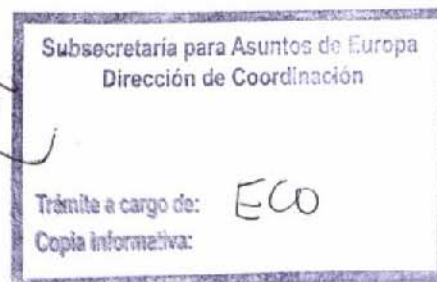 Subsecretaría para Asuntos de Europa
Dirección de Coordinación
Trámite a cargo de: ECO
Copia informativa: